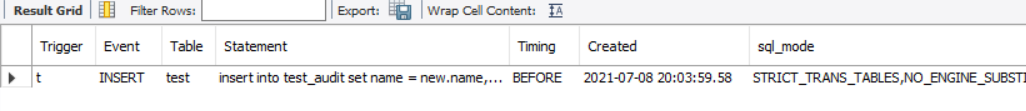 Result Grid Filter Rows: Export: Wrap Cell Content: IA
Trigger Event Table Statement Timing Created sql_mode
t INSERT test insert into test_audit set name = new.name,... BEFORE 2021-07-08 20:03:59.58 STRICT_TRANS_TABLES,NO_ENGINE_SUBSTI